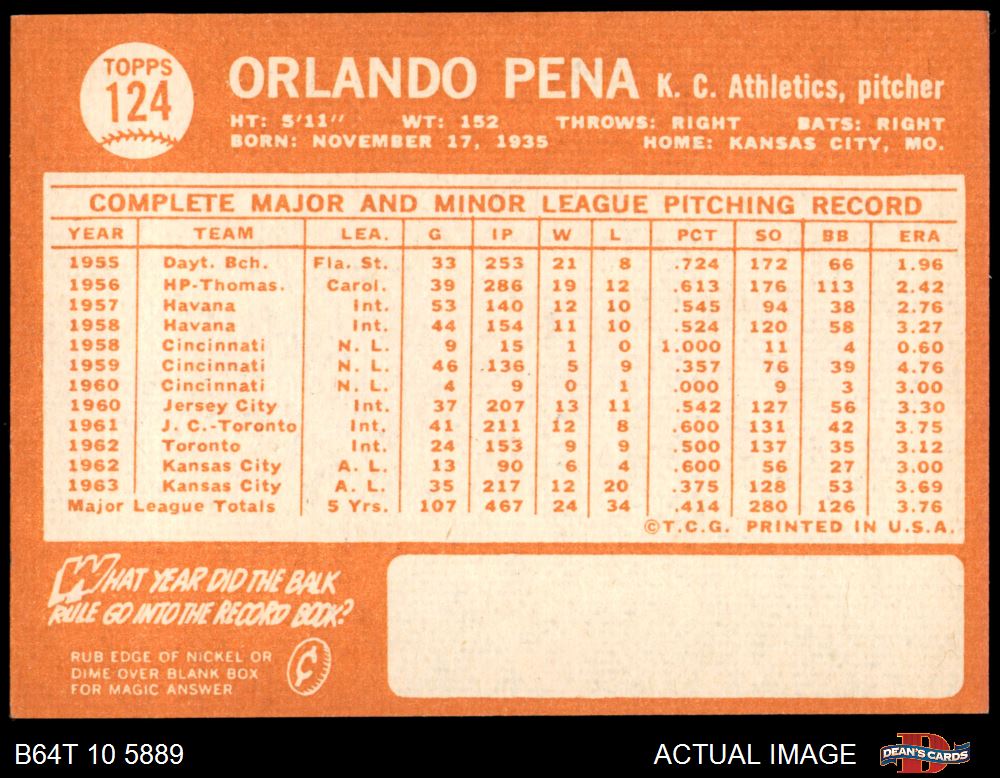 TOPPS
124
ORLANDO PENA K. C. Athletics, pitcher
HT: 5'11" WT: 152 THROWS: RIGHT BATS: RIGHT
BORN: NOVEMBER 17, 1935 HOME: KANSAS CITY, MO.
COMPLETE MAJOR AND MINOR LEAGUE PITCHING RECORD
YEAR TEAM LEA. G IP W L PCT SO BB ERA
1955 Dayt. Bch. Fla. St. 33 253 21 8 .724 172 66 1.96
1956 HP-Thomas. Carol. 39 286 19 12 .613 176 113 2.42
1957 Havana Int. 53 140 12 10 .545 94 38 2.76
1958 Havana Int. 44 154 11 10 .524 120 58 3.27
1958 Cincinnati N. L. 9 15 1 0 1.000 11 4 0.60
1959 Cincinnati N. L. 46 136 5 9 .357 76 39 4.76
1960 Cincinnati N. L. 4 9 0 1 .000 9 3 3.00
1960 Jersey City Int. 37 207 13 11 .542 127 56 3.30
1961 J. C.-Toronto Int. 41 211 12 8 .600 131 42 3.75
1962 Toronto Int. 24 153 9 9 .500 137 35 3.12
1962 Kansas City A. L. 13 90 6 4 .600 56 27 3.00
1963 Kansas City A. L. 35 217 12 20 .375 128 53 3.69
Major League Totals 5 Yrs. 107 467 24 34 .414 280 126 3.76
©T.C.G. PRINTED IN U.S.A.
WHAT YEAR DID THE BALK
RULE GO INTO THE RECORD BOOK?
RUB EDGE OF NICKEL OR
DIME OVER BLANK BOX
FOR MAGIC ANSWER
¢
B64T 10 5889 ACTUAL IMAGE
D
DEAN'S CARDS